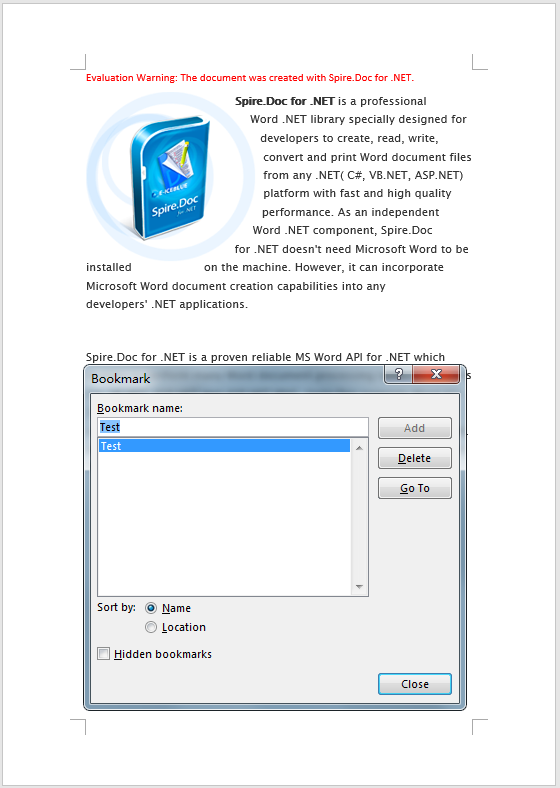 Evaluation Warning: The document was created with Spire.Doc for .NET.
Spire.Doc for .NET is a professional
Word .NET library specially designed for
developers to create, read, write,
convert and print Word document files
from any .NET( C#, VB.NET, ASP.NET)
platform with fast and high quality
performance. As an independent
Word .NET component, Spire.Doc
for .NET doesn't need Microsoft Word to be
installed on the machine. However, it can incorporate
Microsoft Word document creation capabilities into any
developers' .NET applications.
E-ICEBLUE
Spire.Doc
for .NET
Spire.Doc for .NET is a proven reliable MS Word API for .NET which
Bookmark
?
Bookmark name:
Test
Add
Test
Delete
Go To
Sort by: Name
Location
Hidden bookmarks
Close